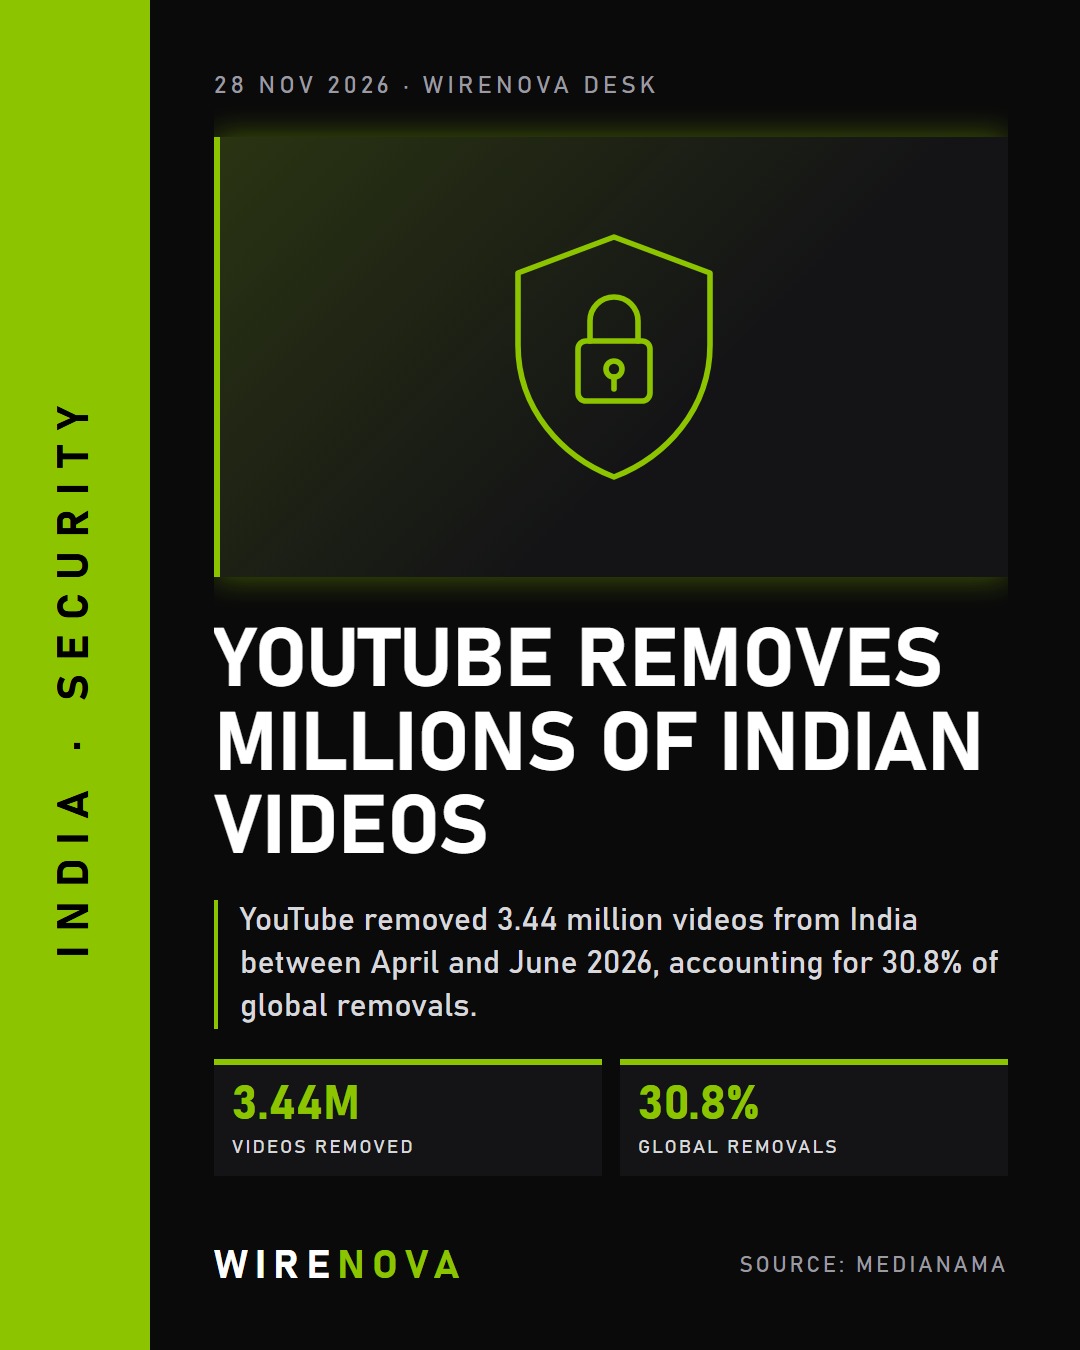 INDIA · SECURITY
28 NOV 2026 · WIRENOVA DESK
YOUTUBE REMOVES
MILLIONS OF INDIAN
VIDEOS
YouTube removed 3.44 million videos from India
between April and June 2026, accounting for 30.8% of
global removals.
3.44M
VIDEOS REMOVED
30.8%
GLOBAL REMOVALS
WIRENOVA
SOURCE: MEDIANAMA